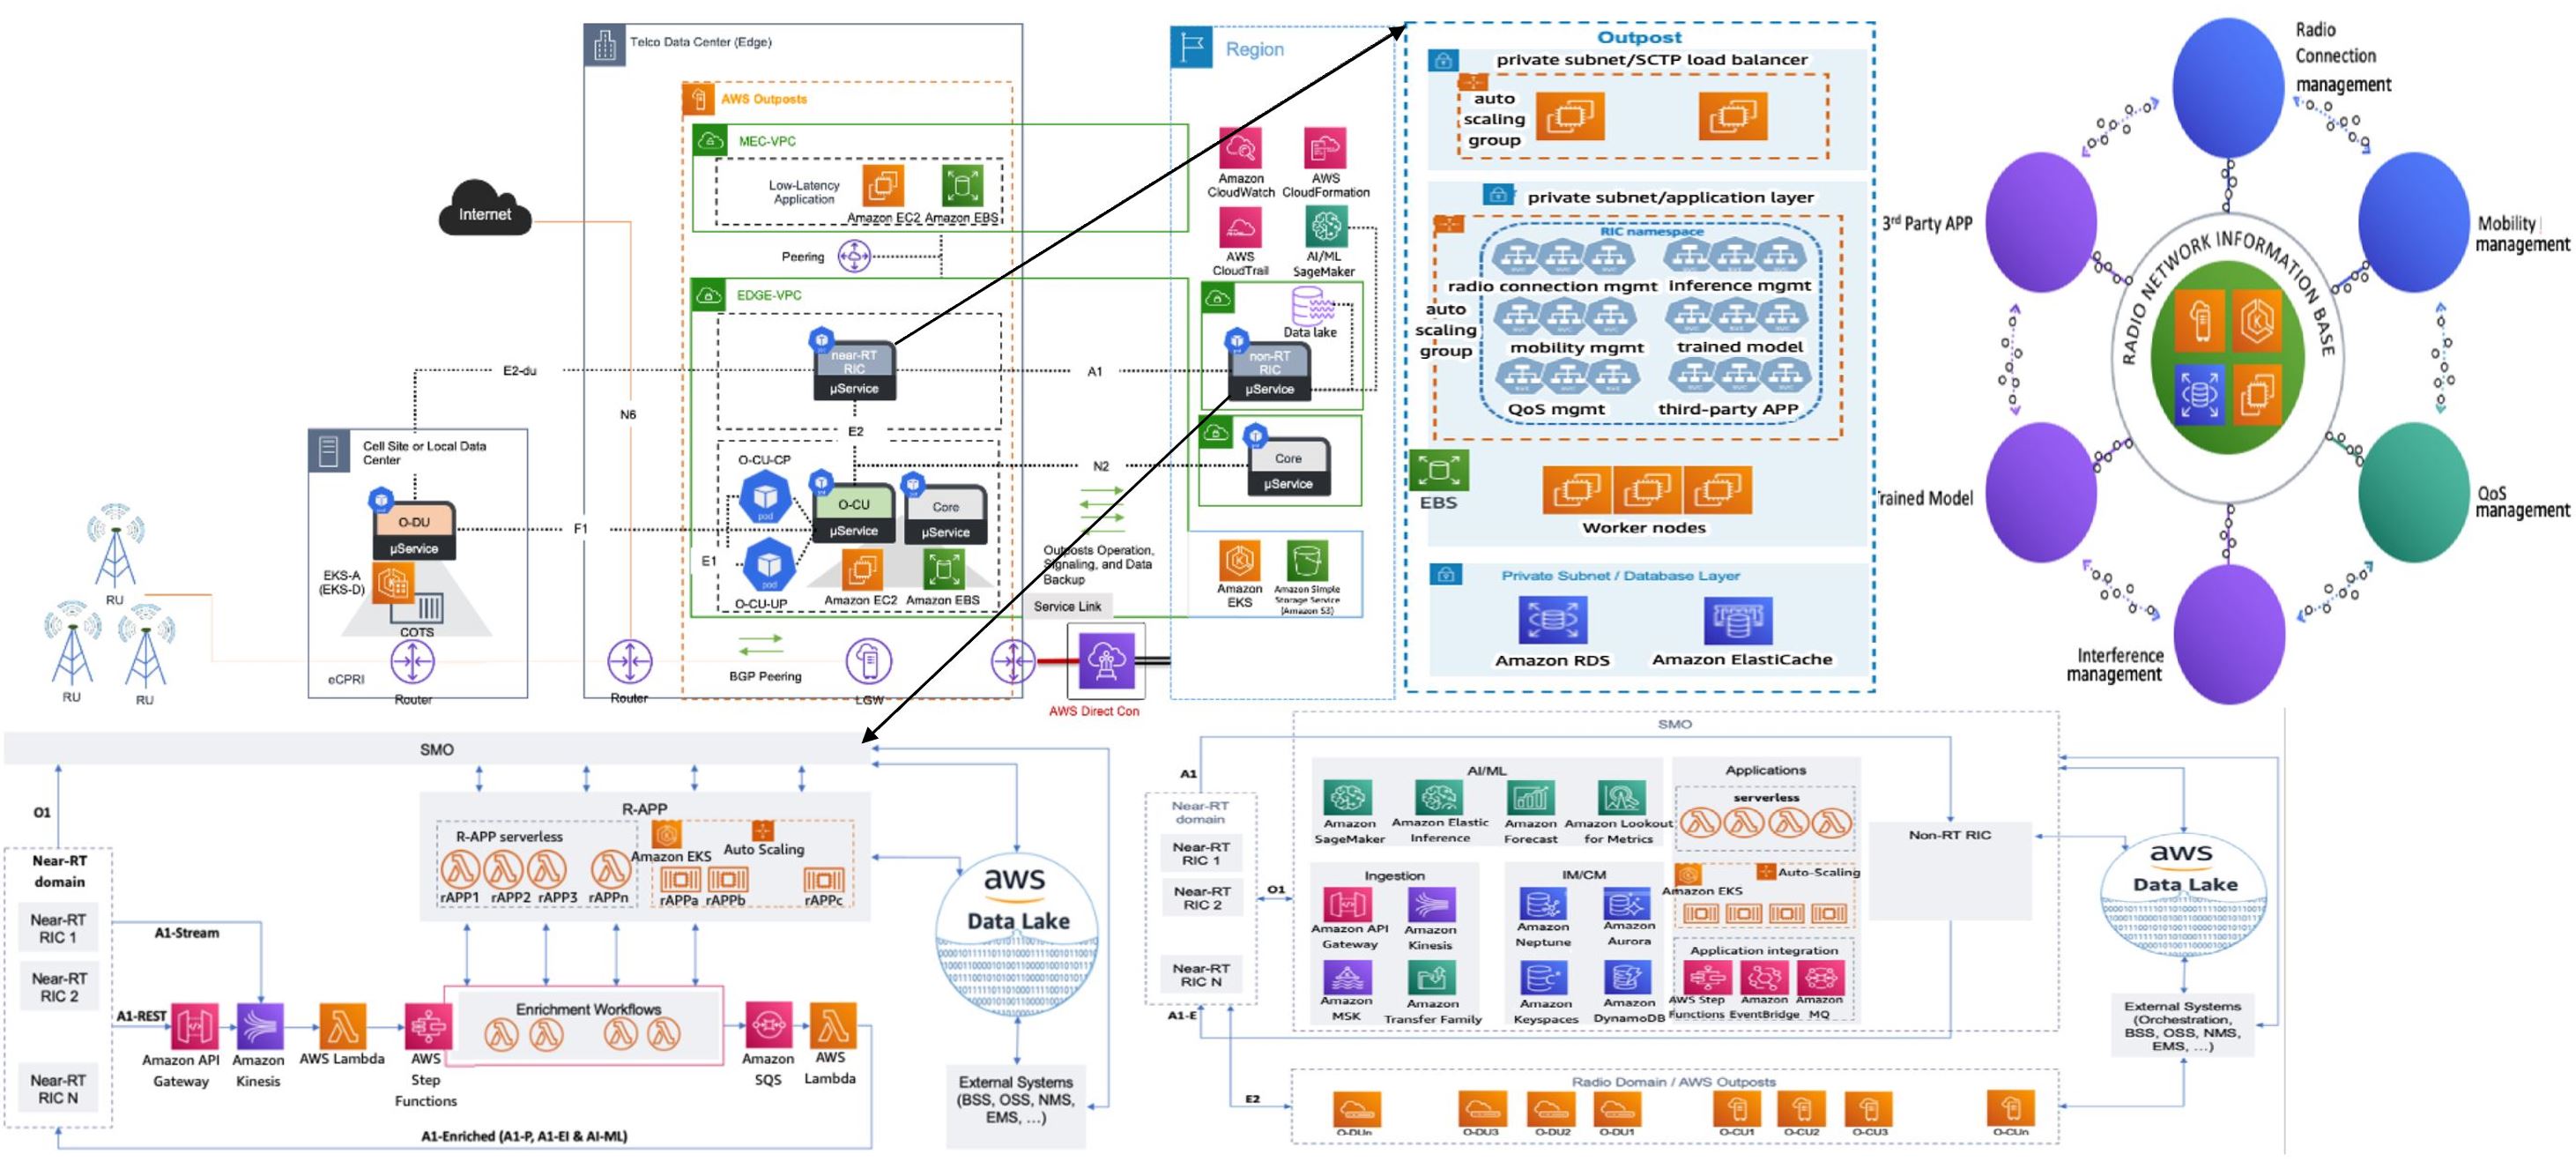 Telco Data Center (Edge)
AWS Outposts
MEC-VPC
Low-Latency
Application
Amazon EC2
Amazon EBS
Internet
Peering
EDGE-VPC
near-RT
RIC
µService
E2-du
A1
N6
E2
Cell Site or Local Data
Center
O-DU
µService
EKS-A
(EKS-D)
COTS
eCPRI
Router
RU
RU
RU
F1
O-CU-CP
pod
E1
pod
O-CU-UP
O-CU
µService
Core
µService
Amazon EC2
Amazon EBS
N2
Outposts Operation,
Signaling, and Data
Backup
Service Link
BGP Peering
Router
LGW
AWS Direct Con
Region
Amazon
CloudWatch
AWS
CloudFormation
AWS
CloudTrail
AI/ML
SageMaker
Data lake
non-RT
RIC
µService
Core
µService
Amazon
EKS
Amazon Simple
Storage Service
(Amazon S3)
Outpost
private subnet/SCTP load balancer
auto
scaling
group
private subnet/application layer
RIC namespace
radio connection mgmt
inference mgmt
auto
scaling
group
mobility mgmt
trained model
QoS mgmt
third-party APP
EBS
Worker nodes
Private Subnet / Database Layer
Amazon RDS
Amazon ElastiCache
Radio
Connection
management
3rd Party APP
Mobility
management
RADIO NETWORK INFORMATION BASE
Trained Model
QoS
management
Interference
management
SMO
O1
R-APP
R-APP serverless
rAPP1
rAPP2
rAPP3
rAPPn
Amazon EKS
Auto Scaling
rAPPa
rAPPb
rAPPc
Near-RT
domain
Near-RT
RIC 1
Near-RT
RIC 2
Near-RT
RIC N
A1-Stream
A1-REST
Amazon API
Gateway
Amazon
Kinesis
AWS Lambda
AWS
Step
Functions
Enrichment Workflows
Amazon
SQS
AWS
Lambda
A1-Enriched (A1-P, A1-EI & AI-ML)
aws
Data Lake
External Systems
(BSS, OSS, NMS,
EMS, ...)
SMO
A1
Near-RT
domain
Near-RT
RIC 1
Near-RT
RIC 2
Near-RT
RIC N
O1
A1-E
E2
AI/ML
Amazon
SageMaker
Amazon Elastic
Inference
Amazon
Forecast
Amazon Lookout
for Metrics
Ingestion
Amazon API
Gateway
Amazon
Kinesis
Amazon
MSK
Amazon
Transfer Family
IM/CM
Amazon
Neptune
Amazon
Aurora
Amazon
Keyspaces
Amazon
DynamoDB
Applications
serverless
Amazon EKS
Auto-Scaling
Application integration
AWS Step
Functions
Amazon
EventBridge
Amazon
MQ
Non-RT RIC
aws
Data Lake
External Systems
(Orchestration,
BSS, OSS, NMS,
EMS, ...)
Radio Domain / AWS Outposts
O-DUn
O-DU3
O-DU2
O-DU1
O-CU1
O-CU2
O-CU3
O-CUn